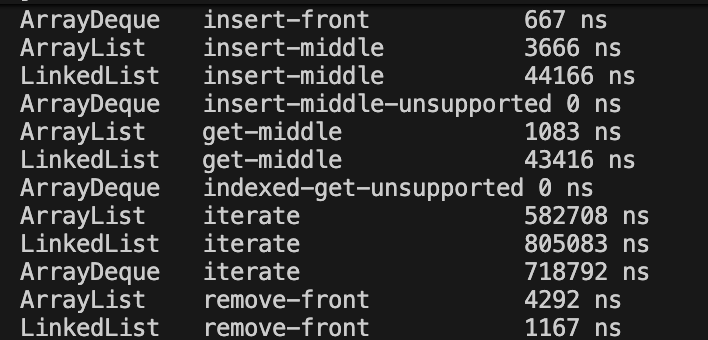 ArrayDeque insert-front 667 ns
ArrayList insert-middle 3666 ns
LinkedList insert-middle 44166 ns
ArrayDeque insert-middle-unsupported 0 ns
ArrayList get-middle 1083 ns
LinkedList get-middle 43416 ns
ArrayDeque indexed-get-unsupported 0 ns
ArrayList iterate 582708 ns
LinkedList iterate 805083 ns
ArrayDeque iterate 718792 ns
ArrayList remove-front 4292 ns
LinkedList remove-front 1167 ns